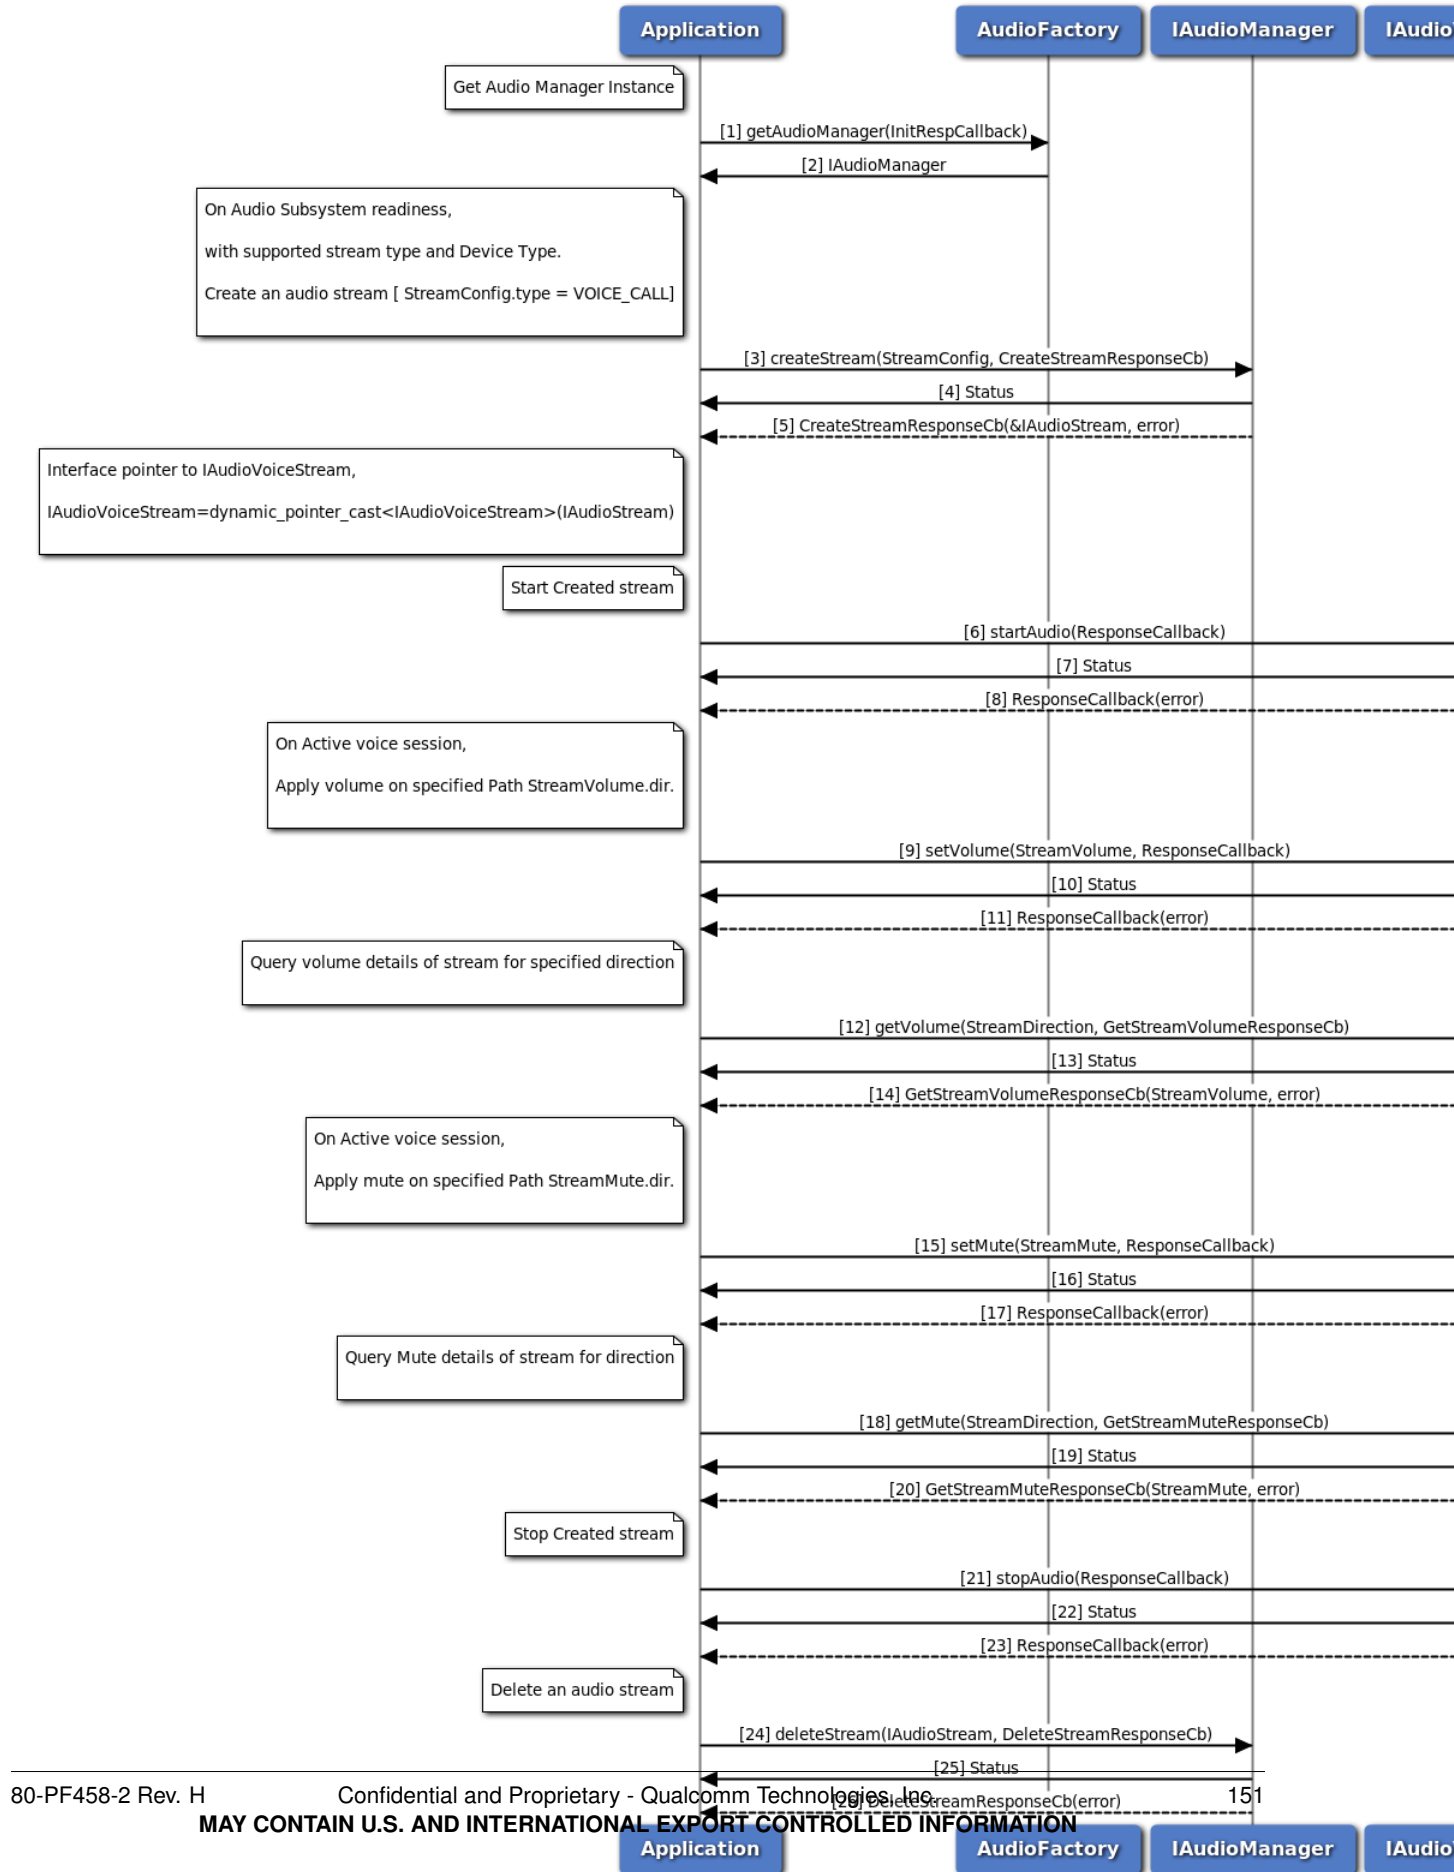 Application
AudioFactory
IAudioManager
IAudio
Get Audio Manager Instance
[1] getAudioManager(InitRespCallback)
[2] IAudioManager
On Audio Subsystem readiness,
with supported stream type and Device Type.
Create an audio stream [ StreamConfig.type = VOICE_CALL]
[3] createStream(StreamConfig, CreateStreamResponseCb)
[4] Status
[5] CreateStreamResponseCb(&IAudioStream, error)
Interface pointer to IAudioVoiceStream,
IAudioVoiceStream=dynamic_pointer_cast<IAudioVoiceStream>(IAudioStream)
Start Created stream
[6] startAudio(ResponseCallback)
[7] Status
[8] ResponseCallback(error)
On Active voice session,
Apply volume on specified Path StreamVolume.dir.
[9] setVolume(StreamVolume, ResponseCallback)
[10] Status
[11] ResponseCallback(error)
Query volume details of stream for specified direction
[12] getVolume(StreamDirection, GetStreamVolumeResponseCb)
[13] Status
[14] GetStreamVolumeResponseCb(StreamVolume, error)
On Active voice session,
Apply mute on specified Path StreamMute.dir.
[15] setMute(StreamMute, ResponseCallback)
[16] Status
[17] ResponseCallback(error)
Query Mute details of stream for direction
[18] getMute(StreamDirection, GetStreamMuteResponseCb)
[19] Status
[20] GetStreamMuteResponseCb(StreamMute, error)
Stop Created stream
[21] stopAudio(ResponseCallback)
[22] Status
[23] ResponseCallback(error)
Delete an audio stream
[24] deleteStream(IAudioStream, DeleteStreamResponseCb)
[25] Status
80-PF458-2 Rev. H
Confidential and Proprietary - Qualcomm Technologies, Inc.
151
[26] DeleteStreamResponseCb(error)
MAY CONTAIN U.S. AND INTERNATIONAL EXPORT CONTROLLED INFORMATION
Application
AudioFactory
IAudioManager
IAudio